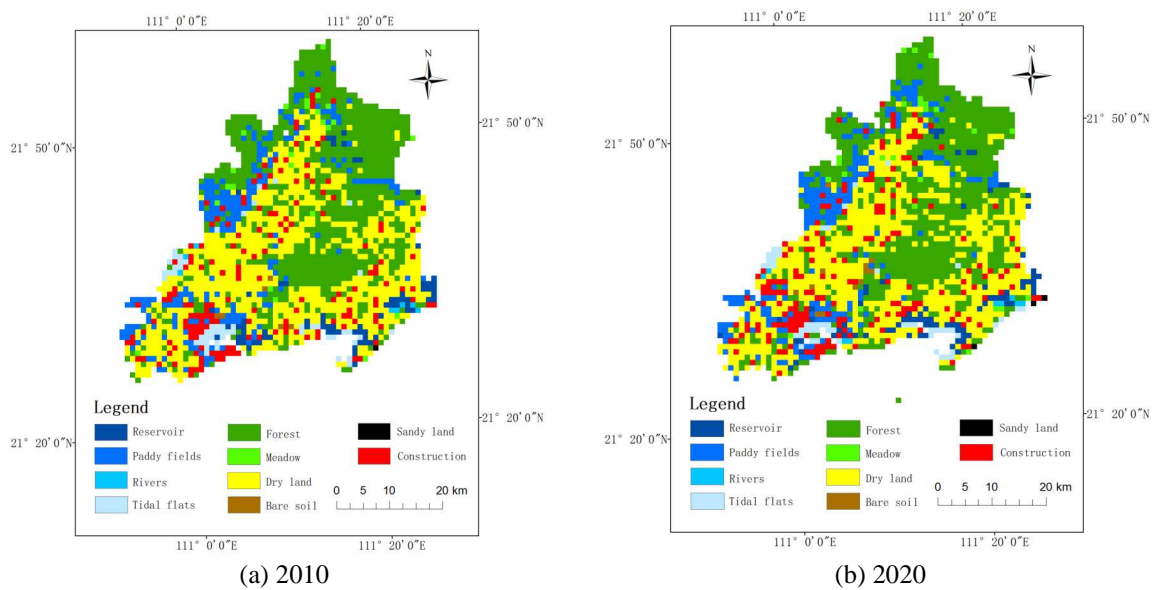 111° 0'0"E 111° 20'0"E
N
21° 50'0"N
21° 50'0"N
Legend
Reservoir Forest Sandy land
Paddy fields Meadow Construction
Rivers Dry land
Tidal flats Bare soil
0 5 10 20 km
21° 20'0"N
21° 20'0"N
111° 0'0"E 111° 20'0"E
(a) 2010
111° 0'0"E 111° 20'0"E
N
21° 50'0"N
21° 50'0"N
Legend
Reservoir Forest Sandy land
Paddy fields Meadow Construction
Rivers Dry land
Tidal flats Bare soil
0 5 10 20 km
21° 20'0"N
21° 20'0"N
111° 0'0"E 111° 20'0"E
(b) 2020